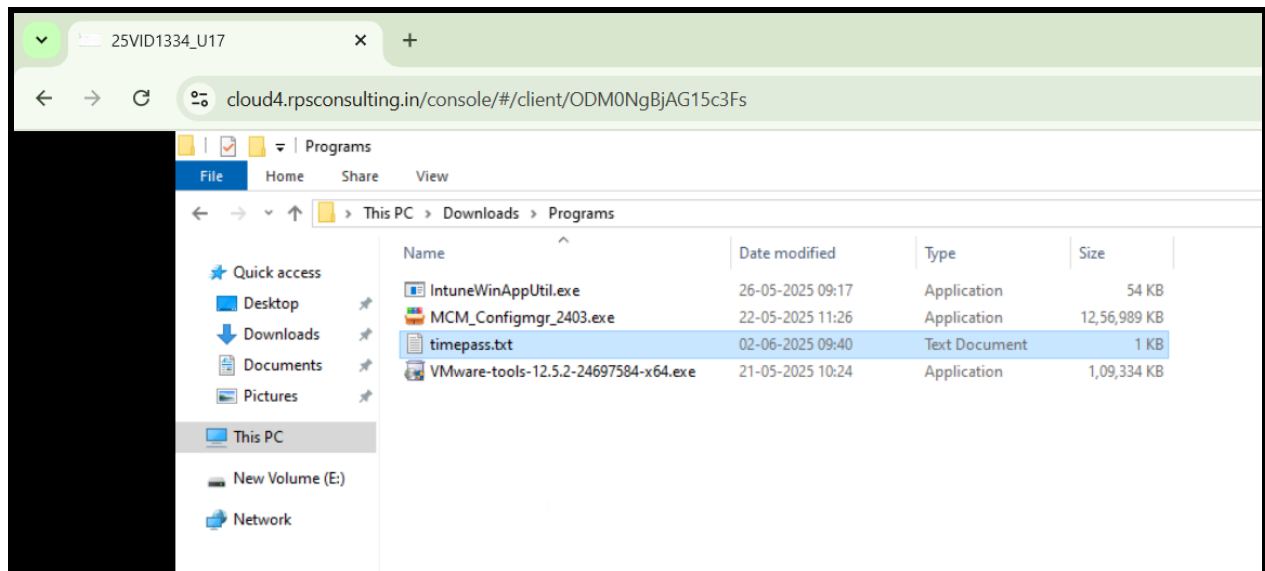 25VID1334_U17
cloud4.rpsconsulting.in/console/#/client/ODM0NgBjAG15c3Fs
Programs
File Home Share View
This PC Downloads Programs
Name Date modified Type Size
Quick access
Desktop
Downloads
Documents
Pictures
This PC
New Volume (E:)
Network
IntuneWinAppUtil.exe 26-05-2025 09:17 Application 54 KB
MCM_Configmgr_2403.exe 22-05-2025 11:26 Application 12,56,989 KB
timepass.txt 02-06-2025 09:40 Text Document 1 KB
VMware-tools-12.5.2-24697584-x64.exe 21-05-2025 10:24 Application 1,09,334 KB